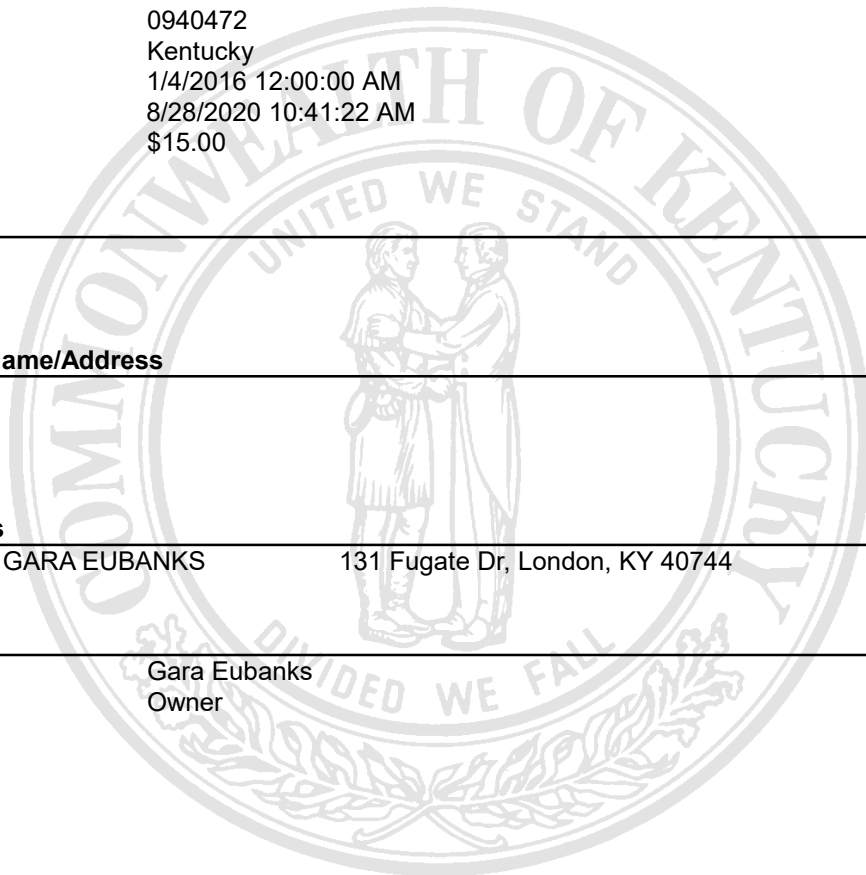 0940472
Kentucky
1/4/2016 12:00:00 AM
8/28/2020 10:41:22 AM
$15.00
COMMONWEALTH OF KENTUCKY
UNITED WE STAND
ame/Address
s
GARA EUBANKS 131 Fugate Dr, London, KY 40744
DIVIDED WE FALL
Gara Eubanks
Owner